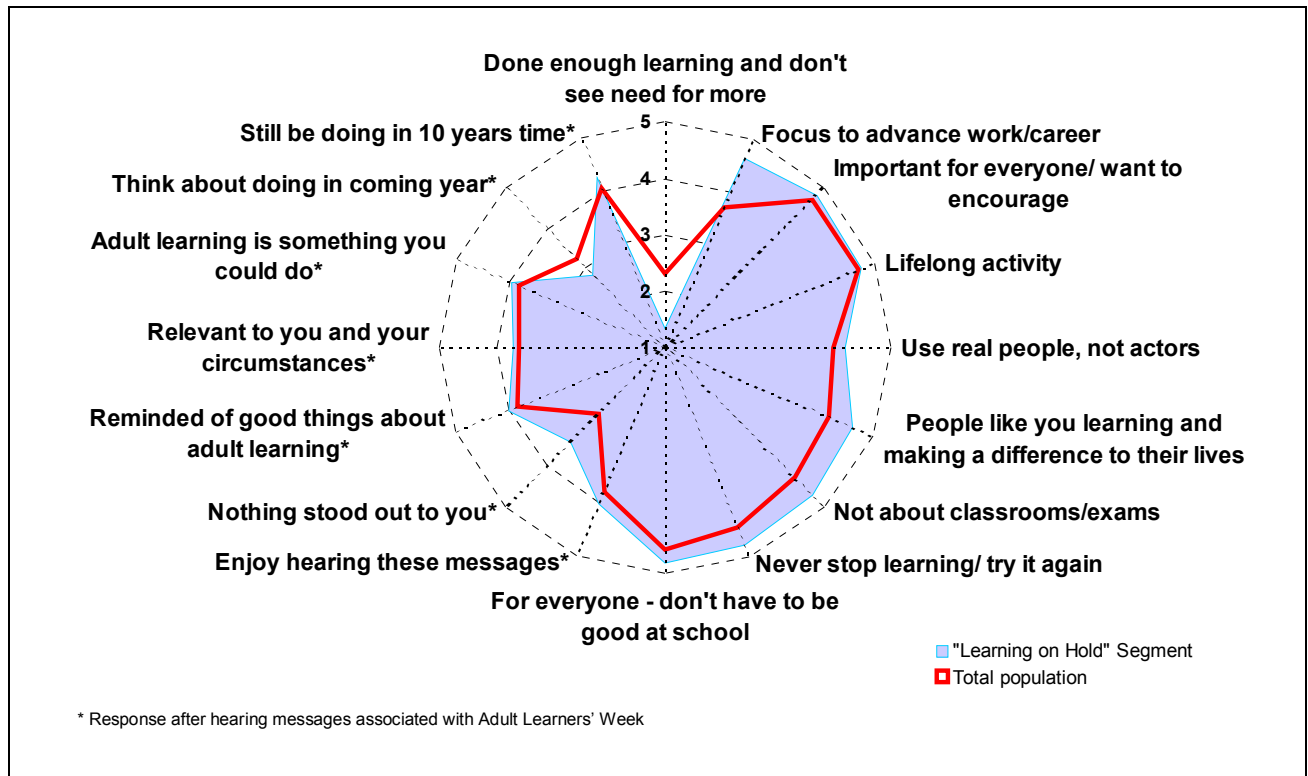 Done enough learning and don't
see need for more
Still be doing in 10 years time*
5
Focus to advance work/career
Think about doing in coming year*
4
Important for everyone/ want to
encourage
Adult learning is something you
could do*
3
Lifelong activity
2
Relevant to you and your
circumstances*
1
Use real people, not actors
Reminded of good things about
adult learning*
People like you learning and
making a difference to their lives
Nothing stood out to you*
Not about classrooms/exams
Enjoy hearing these messages*
Never stop learning/ try it again
For everyone - don't have to be
good at school
"Learning on Hold" Segment
Total population
* Response after hearing messages associated with Adult Learners’ Week